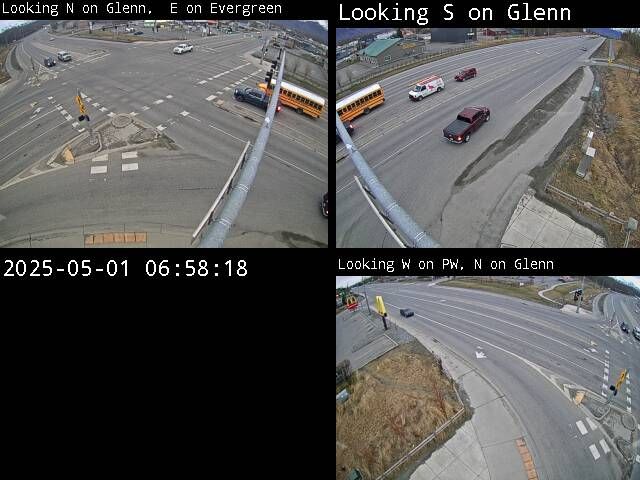 Looking N on Glenn,  E on Evergreen
Looking S on Glenn
2025-05-01 06:58:18
Looking W on PW, N on Glenn